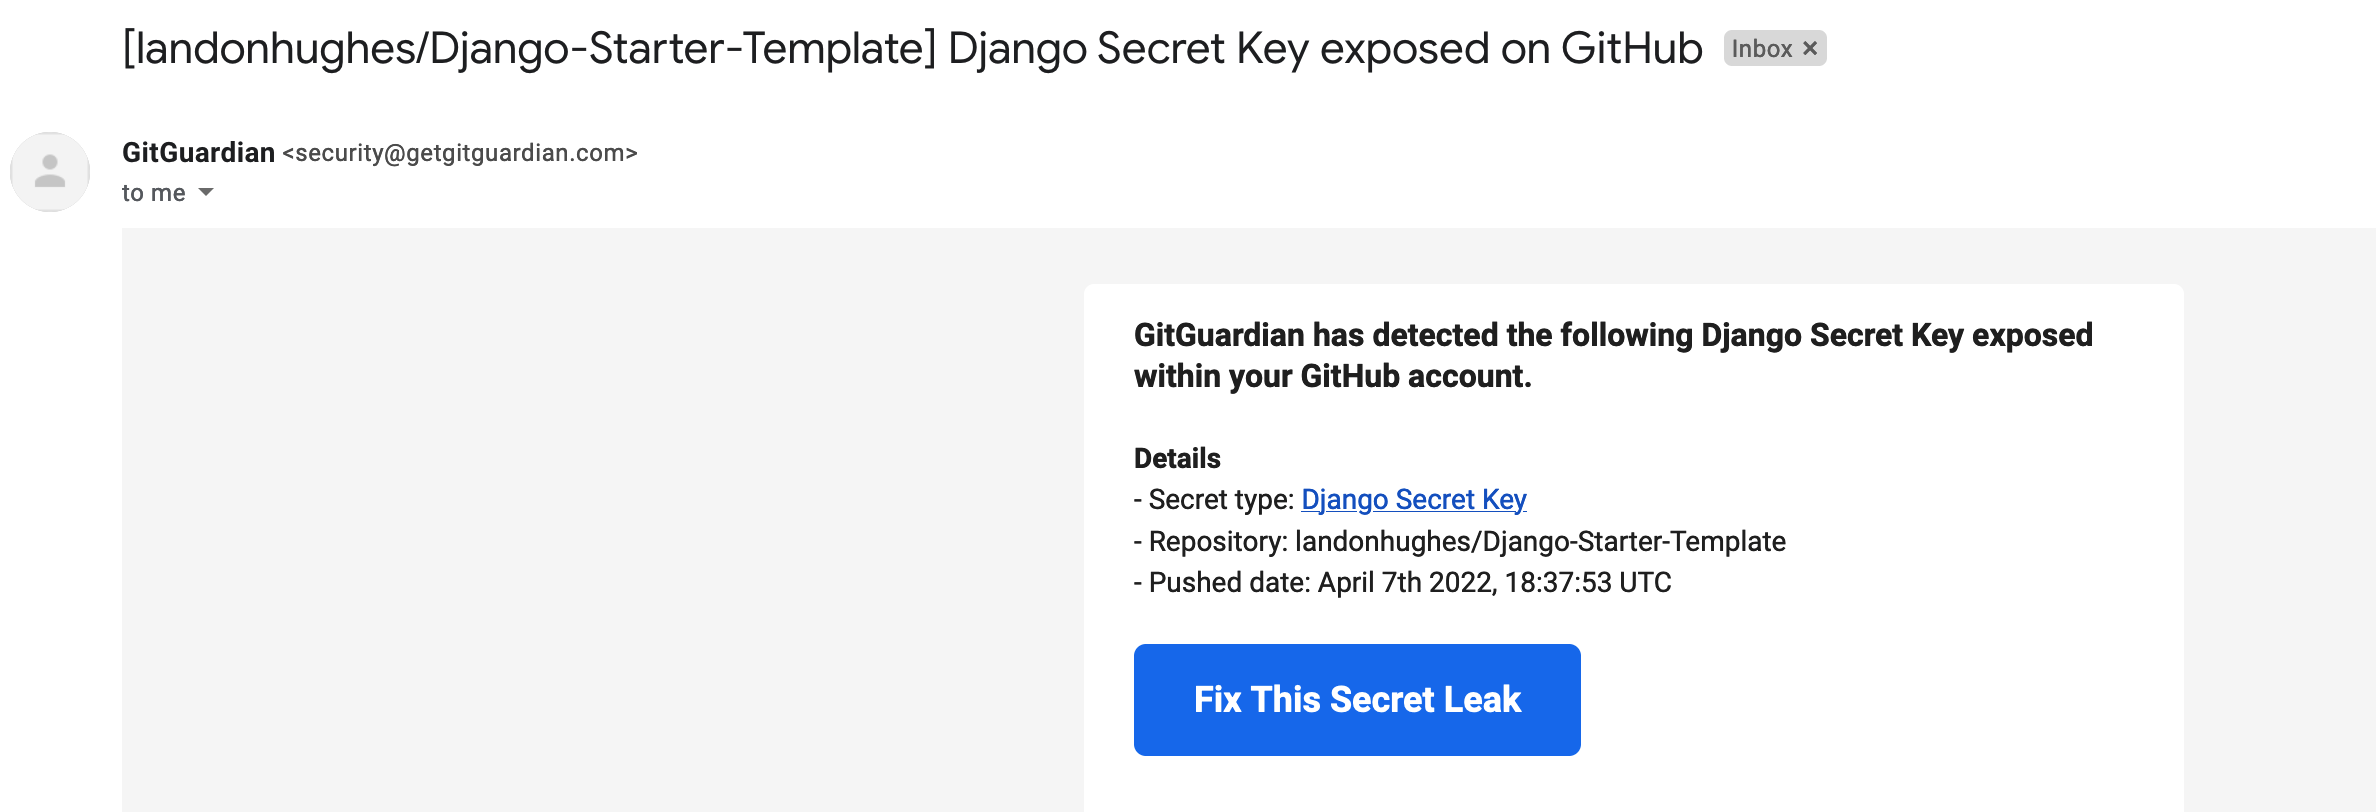 [landonhughes/Django-Starter-Template] Django Secret Key exposed on GitHub Inbox ×
GitGuardian <security@getgitguardian.com>
to me
GitGuardian has detected the following Django Secret Key exposed
within your GitHub account.
Details
- Secret type: Django Secret Key
- Repository: landonhughes/Django-Starter-Template
- Pushed date: April 7th 2022, 18:37:53 UTC
Fix This Secret Leak